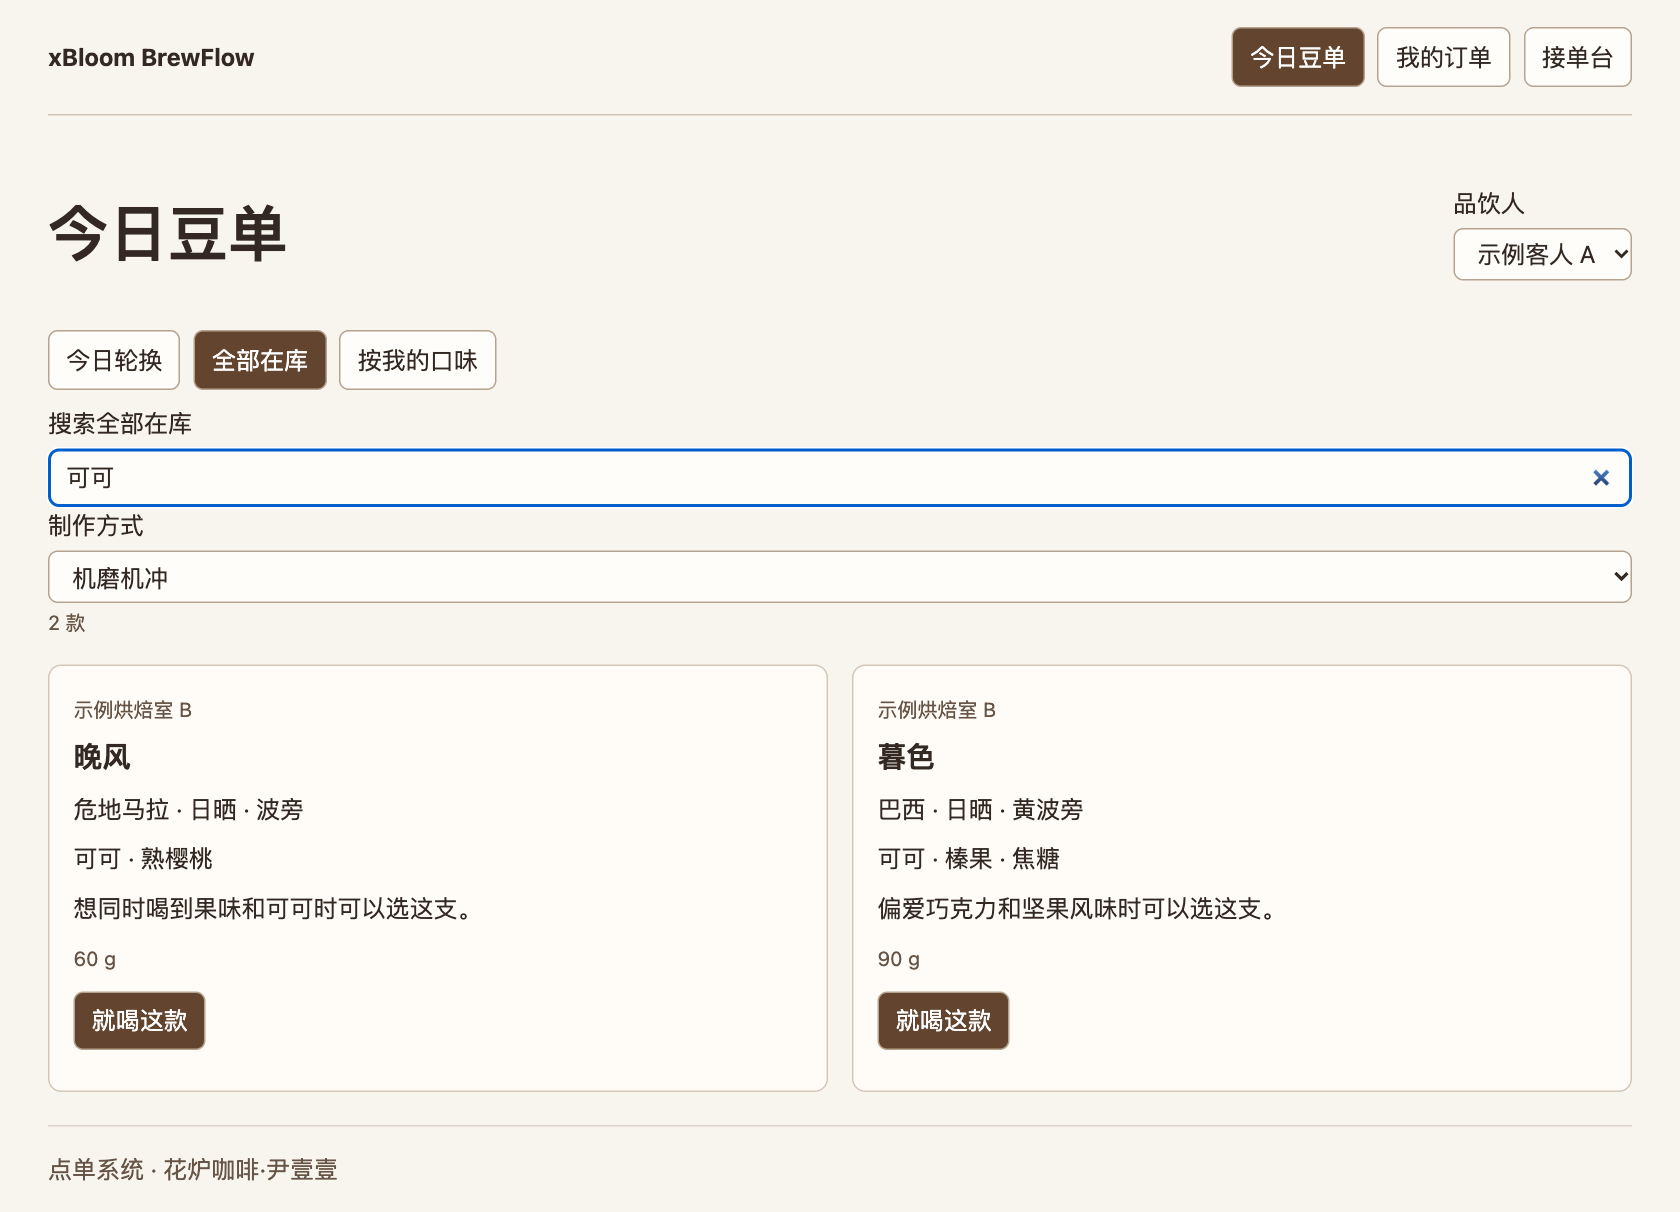 xBloom BrewFlow
今日豆单 我的订单 接单台
今日豆单
品饮人
示例客人 A
今日轮换 全部在库 按我的口味
搜索全部在库
可可
制作方式
机磨机冲
2 款
示例烘焙室 B
晚风
危地马拉 · 日晒 · 波旁
可可 · 熟樱桃
想同时喝到果味和可可时可以选这支。
60 g
就喝这款
示例烘焙室 B
暮色
巴西 · 日晒 · 黄波旁
可可 · 榛果 · 焦糖
偏爱巧克力和坚果风味时可以选这支。
90 g
就喝这款
点单系统 · 花炉咖啡·尹壹壹